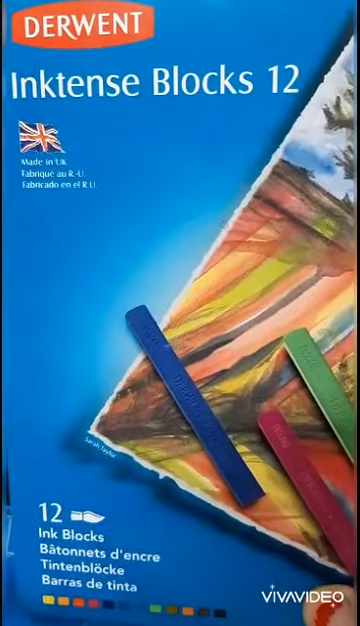 DERWENT
Inktense Blocks 12
Made in UK
Fabriqué au R.-U.
Fabricado en el R.U.
Sarah Taylor
12
Ink Blocks
Bâtonnets d'encre
Tintenblöcke
Barras de tinta
VIVAVIDEO